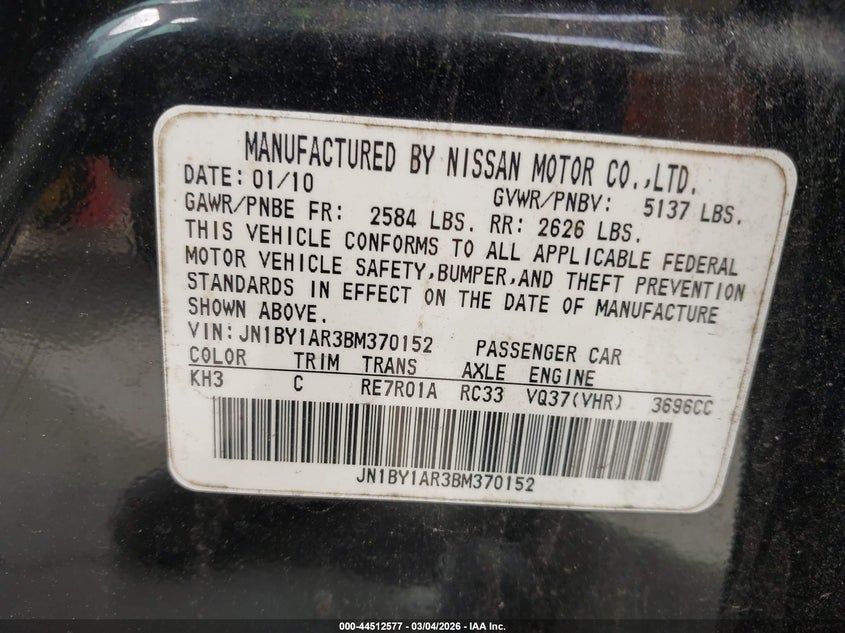 MANUFACTURED BY NISSAN MOTOR CO.,LTD.
DATE: 01/10 GVWR/PNBV: 5137 LBS.
GAWR/PNBE FR: 2584 LBS. RR: 2626 LBS.
THIS VEHICLE CONFORMS TO ALL APPLICABLE FEDERAL
MOTOR VEHICLE SAFETY,BUMPER,AND THEFT PREVENTION
STANDARDS IN EFFECT ON THE DATE OF MANUFACTURE
SHOWN ABOVE.
VIN:JN1BY1AR3BM370152 PASSENGER CAR
COLOR TRIM TRANS AXLE ENGINE
KH3 C RE7R01A RC33 VQ37(VHR) 3696CC
JN1BY1AR3BM370152
000-44512577 - 03/04/2026 - IAA Inc.